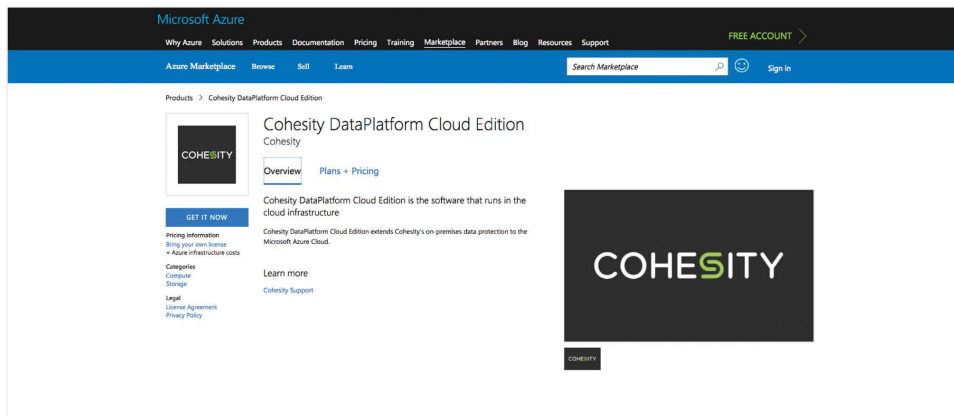 Microsoft Azure
FREE ACCOUNT
Why Azure Solutions Products Documentation Pricing Training Marketplace Partners Blog Resources Support
Azure Marketplace Browse Sell Learn Search Marketplace Sign in
Products > Cohesity DataPlatform Cloud Edition
COHESITY
Cohesity DataPlatform Cloud Edition
Cohesity
Overview Plans + Pricing
GET IT NOW
Pricing information
Bring your own license
+ Azure infrastructure costs
Categories
Compute
Storage
Legal
License Agreement
Privacy Policy
Cohesity DataPlatform Cloud Edition is the software that runs in the
cloud infrastructure
Cohesity DataPlatform Cloud Edition extends Cohesity's on-premises data protection to the
Microsoft Azure Cloud.
Learn more
Cohesity Support
COHESITY
COHESITY